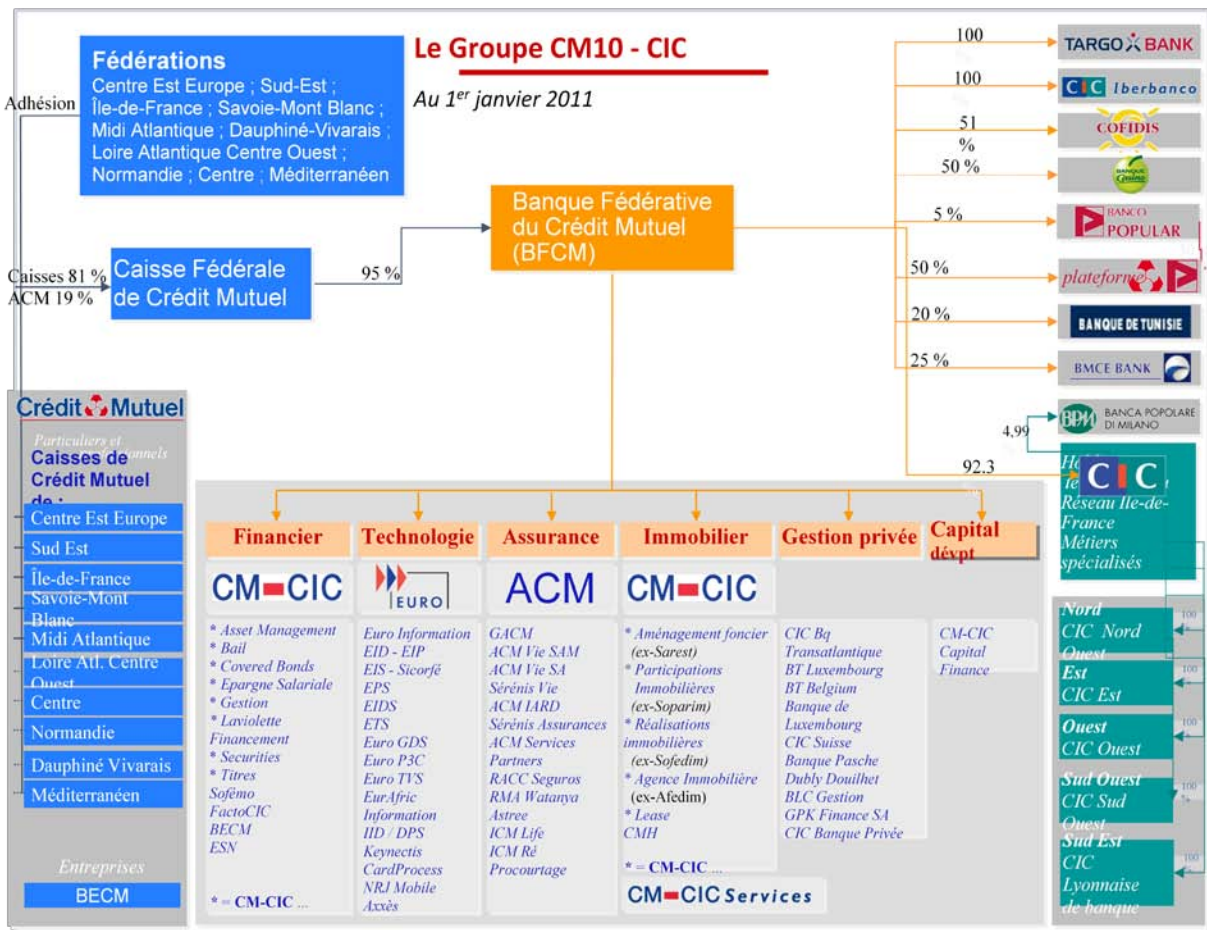 Le Groupe CM10 - CIC
Au 1er janvier 2011
Fédérations
Centre Est Europe ; Sud-Est ;
Île-de-France ; Savoie-Mont Blanc ;
Midi Atlantique ; Dauphiné-Vivarais ;
Loire Atlantique Centre Ouest ;
Normandie ; Centre ; Méditerranéen
Adhésion
Caisses 81 %
ACM 19 %
Caisse Fédérale
de Crédit Mutuel
95 %
Banque Fédérative
du Crédit Mutuel
(BFCM)
100
TARGO BANK
100
CIC Iberbanco
51
%
COFIDIS
50 %
BANQUE
Casino
5 %
BANCO
POPULAR
50 %
plateforme
20 %
BANQUE DE TUNISIE
25 %
BMCE BANK
BPM BANCA POPOLARE
DI MILANO
4,99
92.3
CIC
Réseau Ile-de-
France
Métiers
spécialisés
Nord
CIC Nord
Ouest
100
Est
CIC Est
100
Ouest
CIC Ouest
100
Sud Ouest
CIC Sud
Ouest
100
%
Sud Est
CIC
Lyonnaise
de banque
100
Crédit Mutuel
Particuliers et
professionnels
Caisses de
Crédit Mutuel
de :
Centre Est Europe
Sud Est
Île-de-France
Savoie-Mont
Blanc
Midi Atlantique
Loire Atl. Centre
Ouest
Centre
Normandie
Dauphiné Vivarais
Méditerranéen
Entreprises
BECM
Financier
CM-CIC
* Asset Management
* Bail
* Covered Bonds
* Epargne Salariale
* Gestion
* Laviolette
Financement
* Securities
* Titres
Sofémo
FactoCIC
BECM
ESN
* = CM-CIC ...
Technologie
EURO
Euro Information
EID - EIP
EIS - Sicorfé
EPS
EIDS
ETS
Euro GDS
Euro P3C
Euro TVS
EurAfric
Information
IID / DPS
Keynectis
CardProcess
NRJ Mobile
Axxès
Assurance
ACM
GACM
ACM Vie SAM
ACM Vie SA
Sérénis Vie
ACM IARD
Sérénis Assurances
ACM Services
Partners
RACC Seguros
RMA Watanya
Astree
ICM Life
ICM Ré
Procourtage
Immobilier
CM-CIC
* Aménagement foncier
(ex-Sarest)
* Participations
Immobilières
(ex-Soparim)
* Réalisations
immobilières
(ex-Sofedim)
* Agence Immobilière
(ex-Afedim)
* Lease
CMH
* = CM-CIC ...
CM-CIC Services
Gestion privée
CIC Bq
Transatlantique
BT Luxembourg
BT Belgium
Banque de
Luxembourg
CIC Suisse
Banque Pasche
Dubly Douilhet
BLC Gestion
GPK Finance SA
CIC Banque Privée
Capital
dévpt
CM-CIC
Capital
Finance